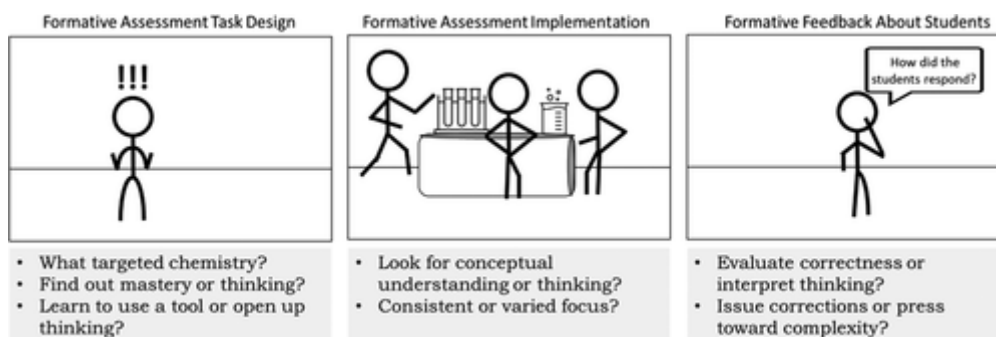 Formative Assessment Task Design
!!!
• What targeted chemistry?
• Find out mastery or thinking?
• Learn to use a tool or open up
thinking?
Formative Assessment Implementation
• Look for conceptual
understanding or thinking?
• Consistent or varied focus?
Formative Feedback About Students
How did the
students respond?
• Evaluate correctness or
interpret thinking?
• Issue corrections or press
toward complexity?